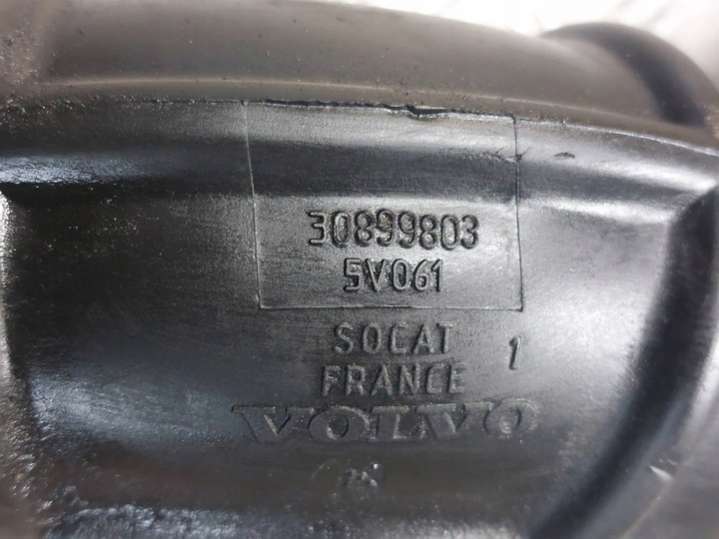 30899803
5V061
SOCAT 1
FRANCE
VOLVO